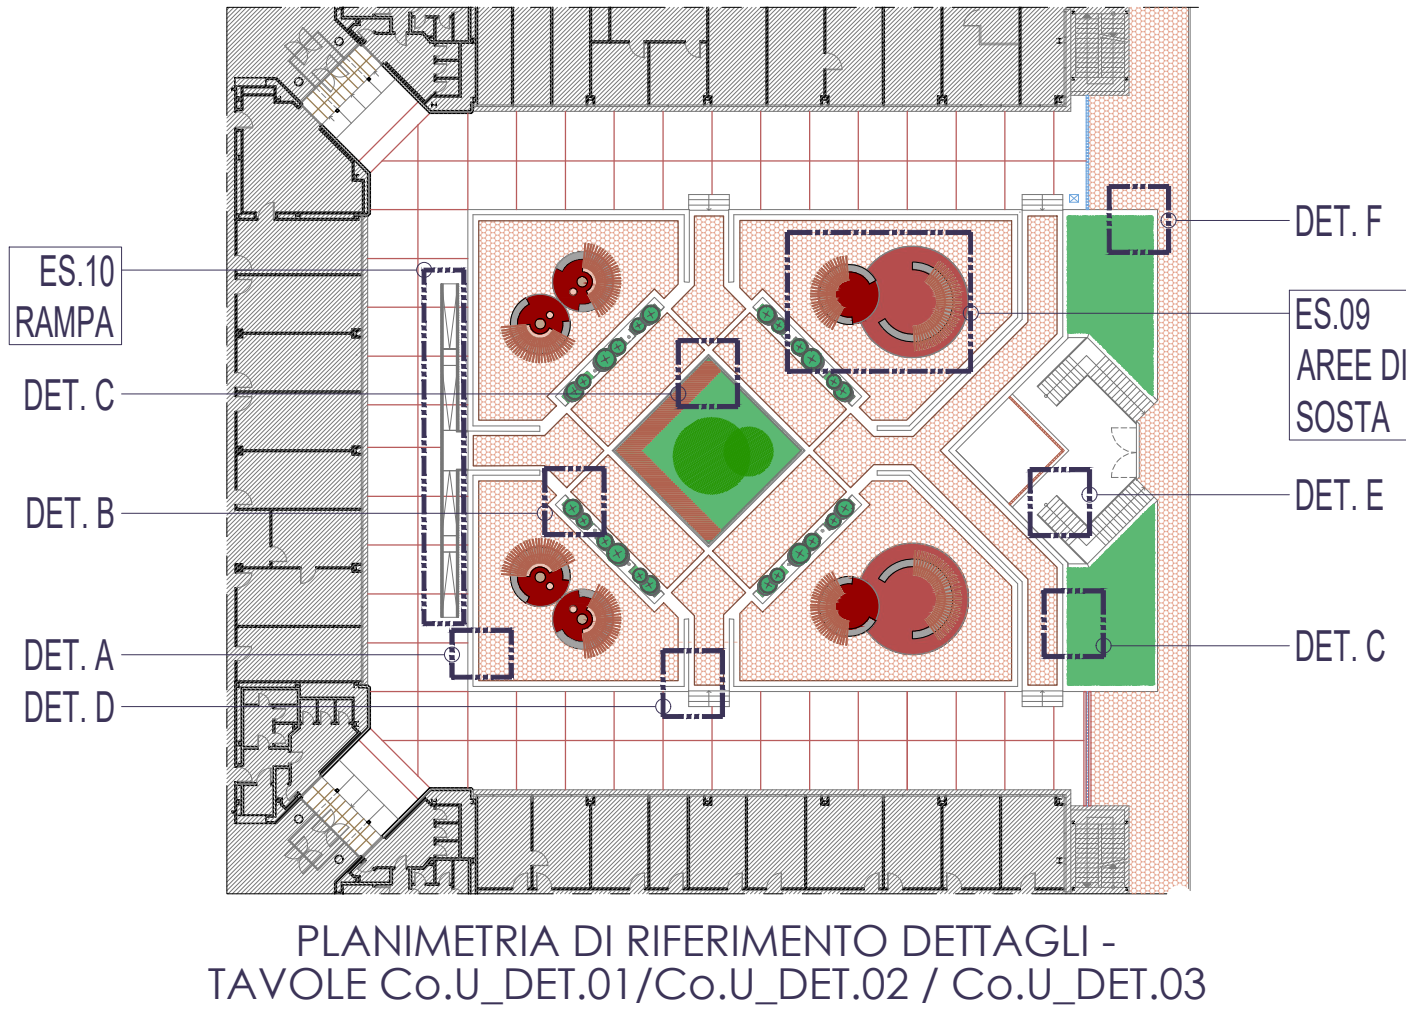 ES.10
RAMPA
DET. C
DET. B
DET. A
DET. D
DET. F
ES.09
AREE DI
SOSTA
DET. E
DET. C
PLANIMETRIA DI RIFERIMENTO DETTAGLI -
TAVOLE Co.U_DET.01/Co.U_DET.02 / Co.U_DET.03